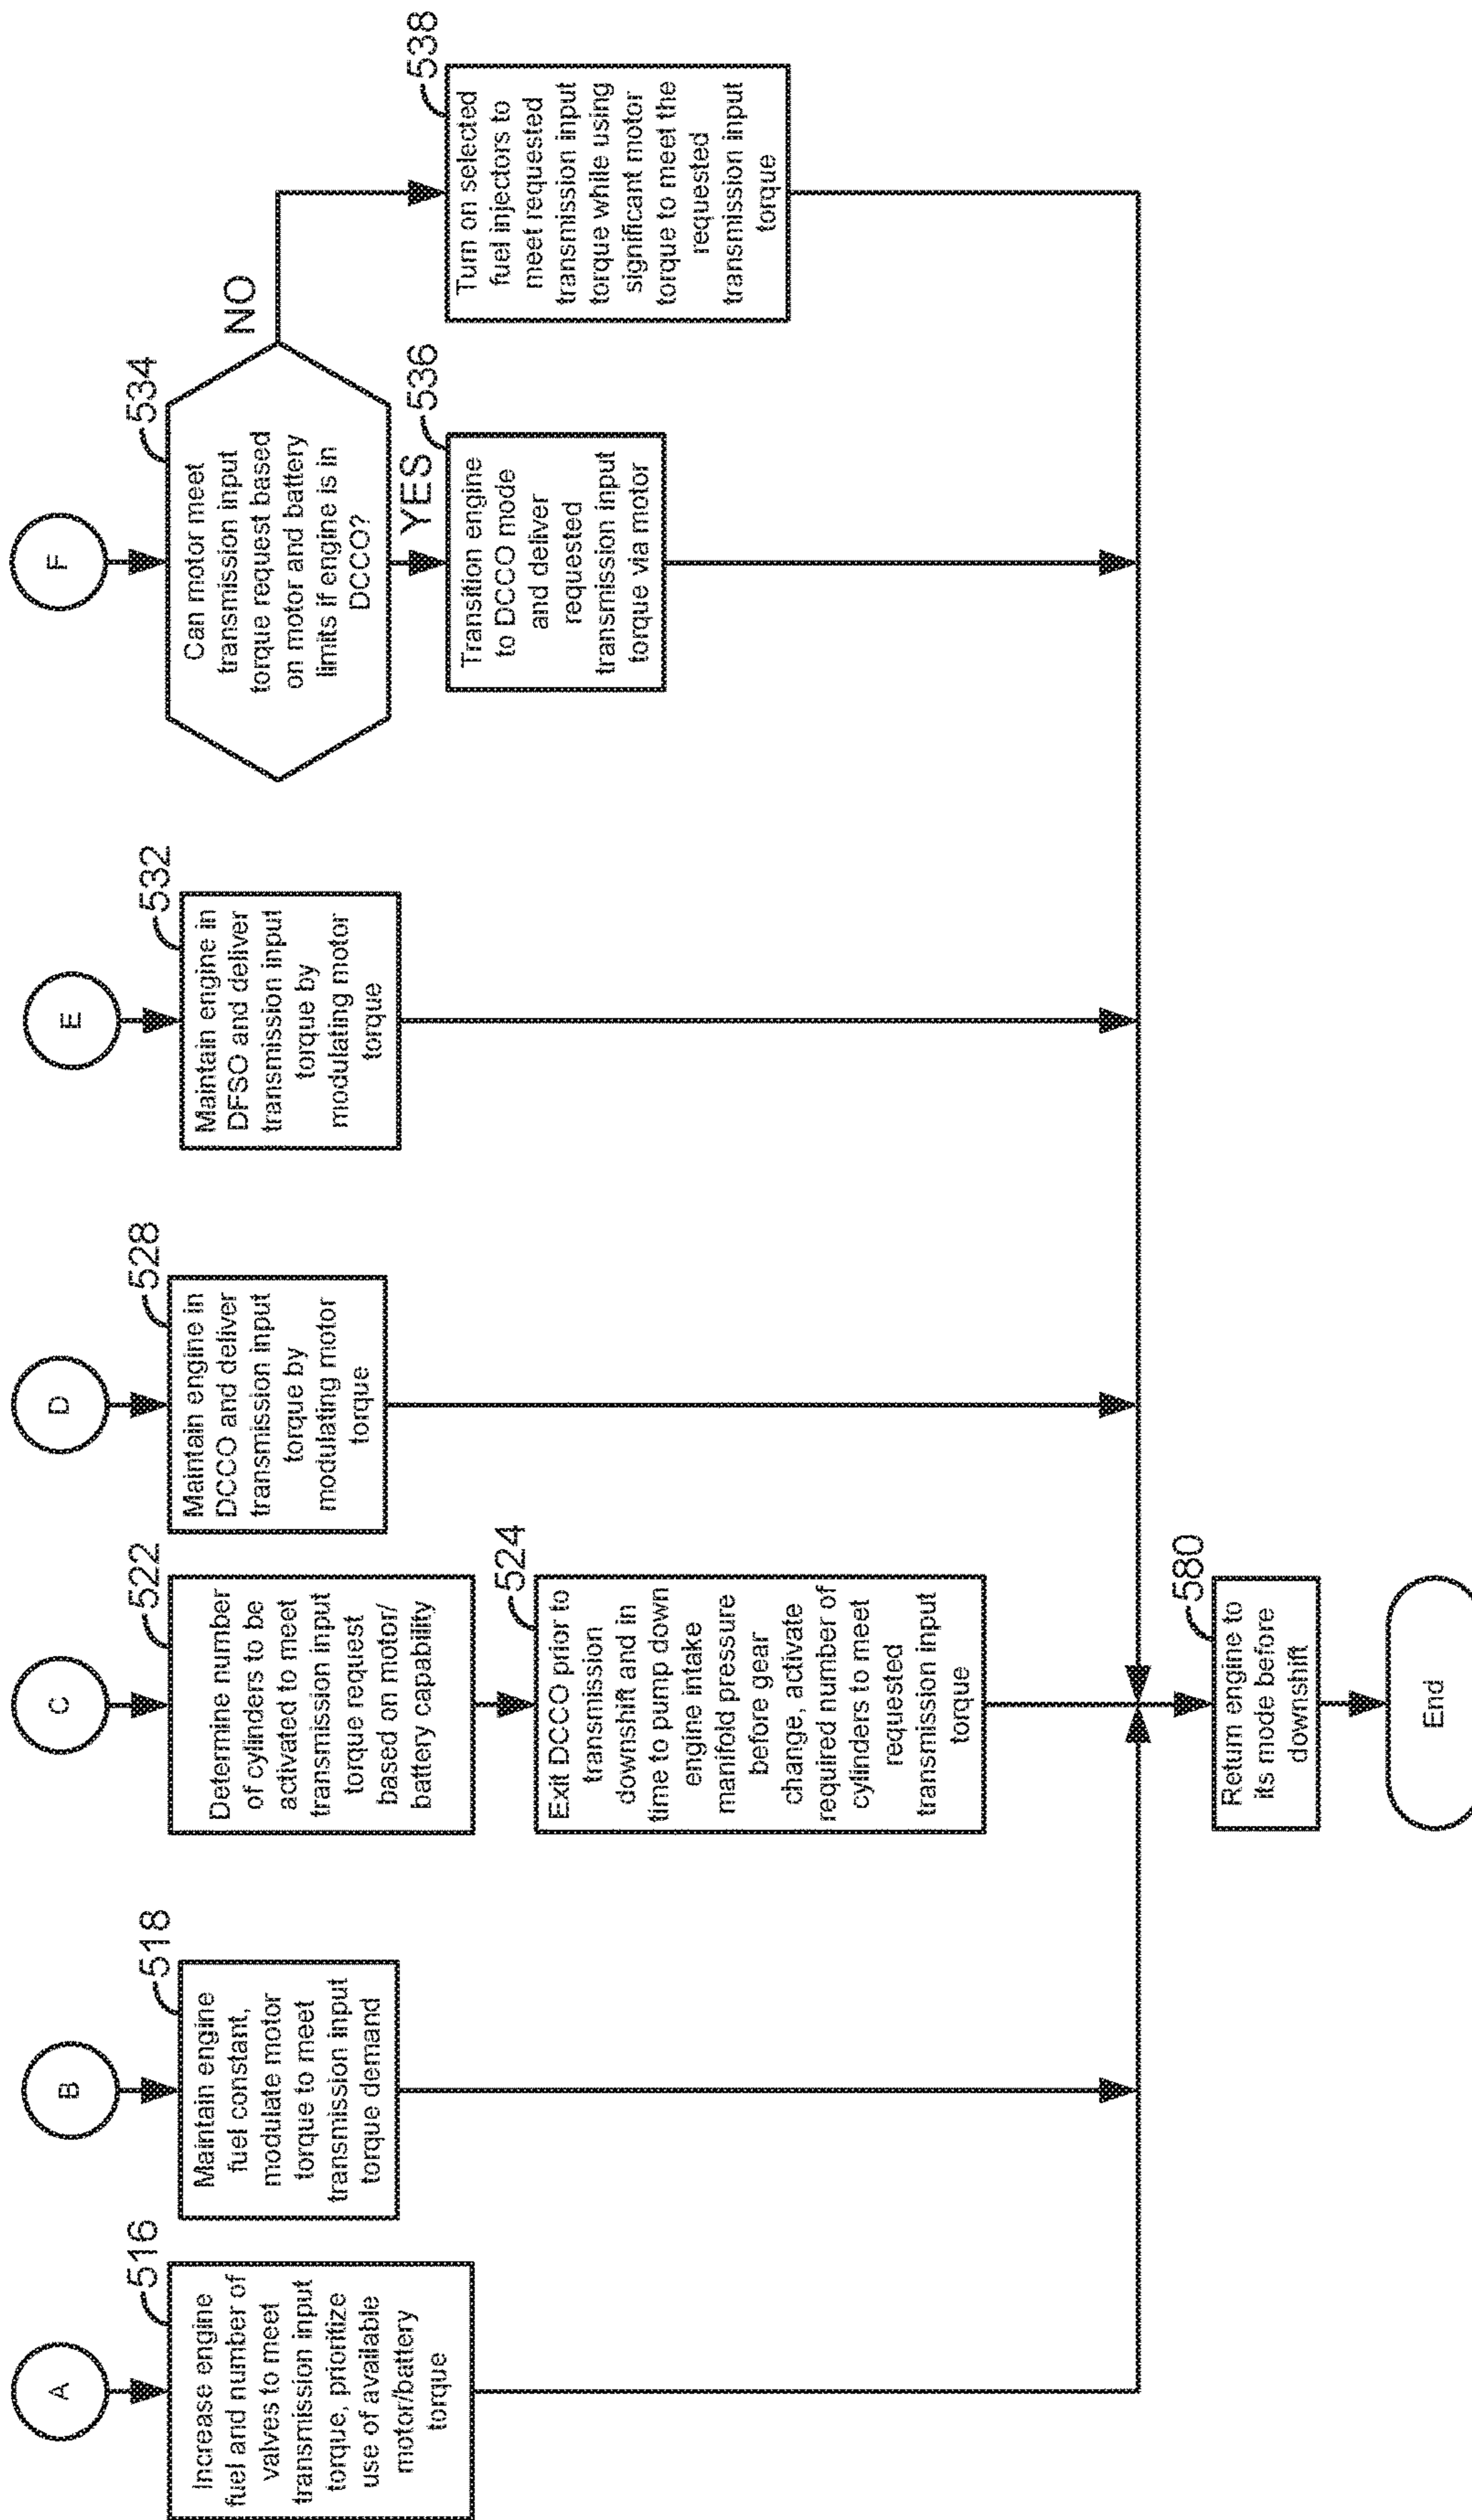 A
516
Increase engine
fuel and number of
valves to meet
transmission input
torque, prioritize
use of available
motor/battery
torque
B
518
Maintain engine
fuel constant,
modulate motor
torque to meet
transmission input
torque demand
C
522
Determine number
of cylinders to be
activated to meet
transmission input
torque request
based on motor/
battery capability
524
Exit DCCO prior to
transmission
downshift and in
time to pump down
engine intake
manifold pressure
before gear
change, activate
required number of
cylinders to meet
requested
transmission input
torque
D
528
Maintain engine in
DCCO and deliver
transmission input
torque by
modulating motor
torque
E
532
Maintain engine in
DFSO and deliver
transmission input
torque by
modulating motor
torque
F
534
Can motor meet
transmission input
torque request based
on motor and battery
limits if engine is in
DCCO?
NO
YES
536
Transition engine
to DCCO mode
and deliver
requested
transmission input
torque via motor
538
Turn on selected
fuel injectors to
meet requested
transmission input
torque while using
significant motor
torque to meet the
requested
transmission input
torque
580
Return engine to
its mode before
downshift
End